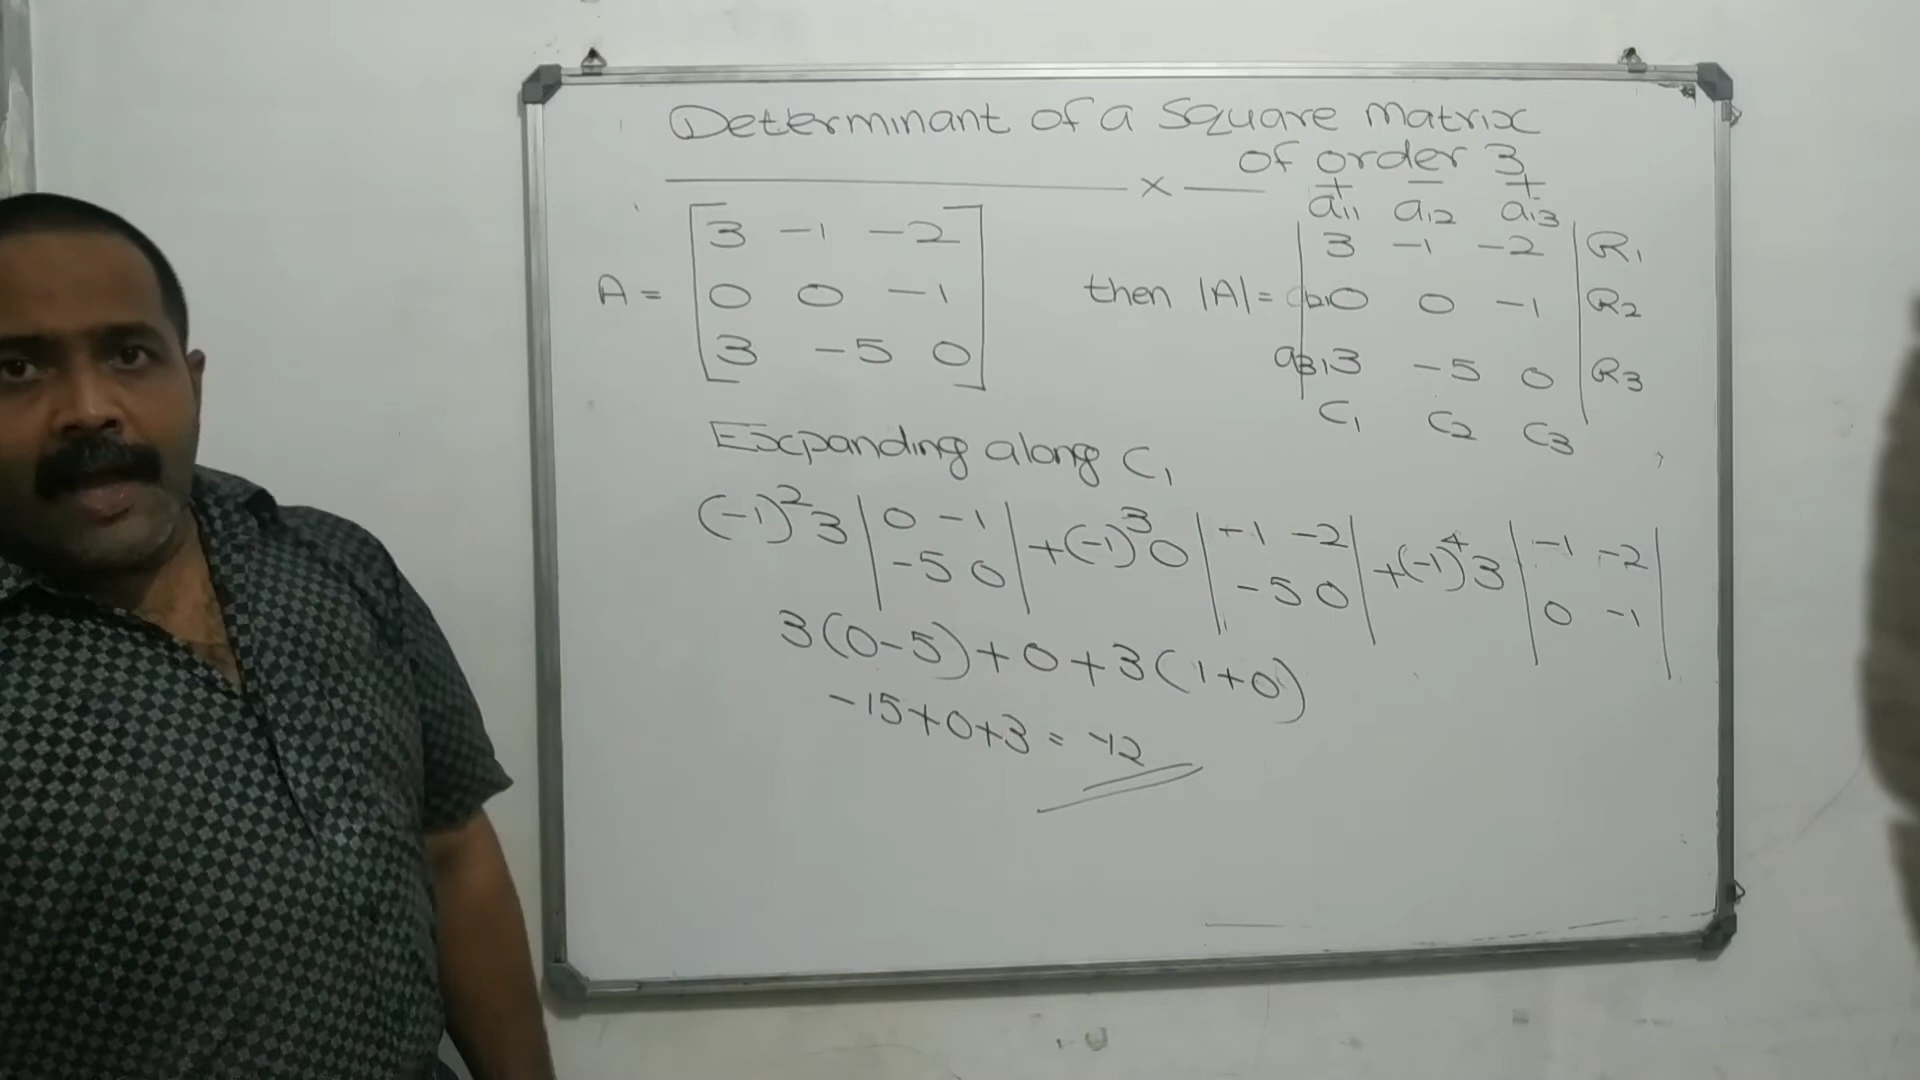 Determinant of a square matrix
of order 3
× + - +
a11 a12 a13
A = [ 3 -1 -2
0 0 -1
3 -5 0 ]
then |A| = | 3 -1 -2 | R1
a21 0 0 -1 R2
a31 3 -5 0 R3
C1 C2 C3
Expanding along C1
(-1)² 3 | 0 -1 | + (-1)³ 0 | -1 -2 | + (-1)⁴ 3 | -1 -2 |
-5 0 -5 0 0 -1
3(0-5) + 0 + 3(1+0)
-15+0+3 = -12